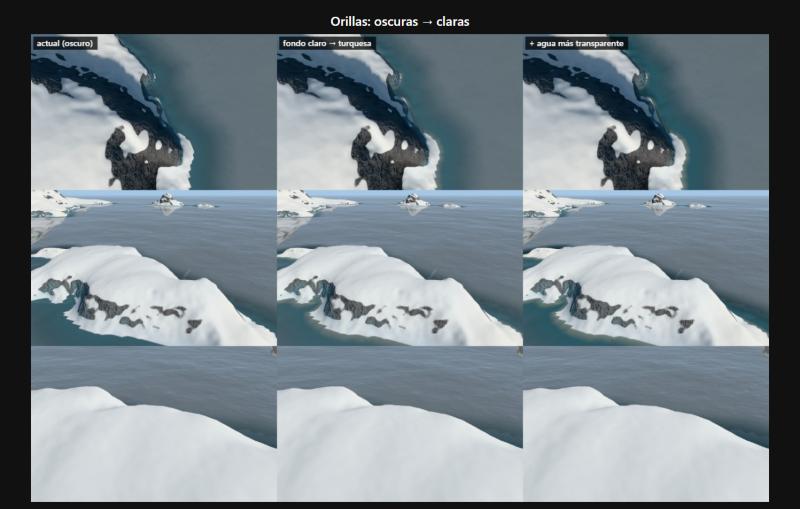 Orillas: oscuras → claras
actual (oscuro)
fondo claro → turquesa
+ agua más transparente